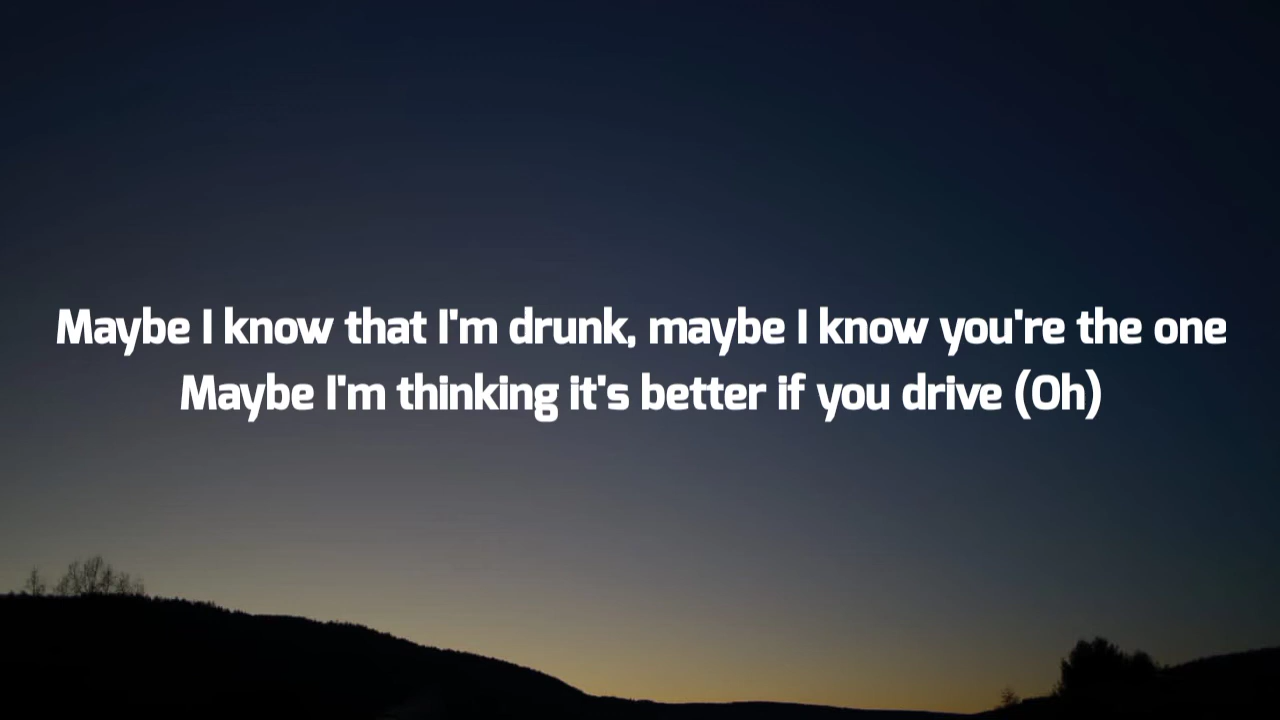 Maybe I know that I'm drunk, maybe I know you're the one
Maybe I'm thinking it's better if you drive (Oh)